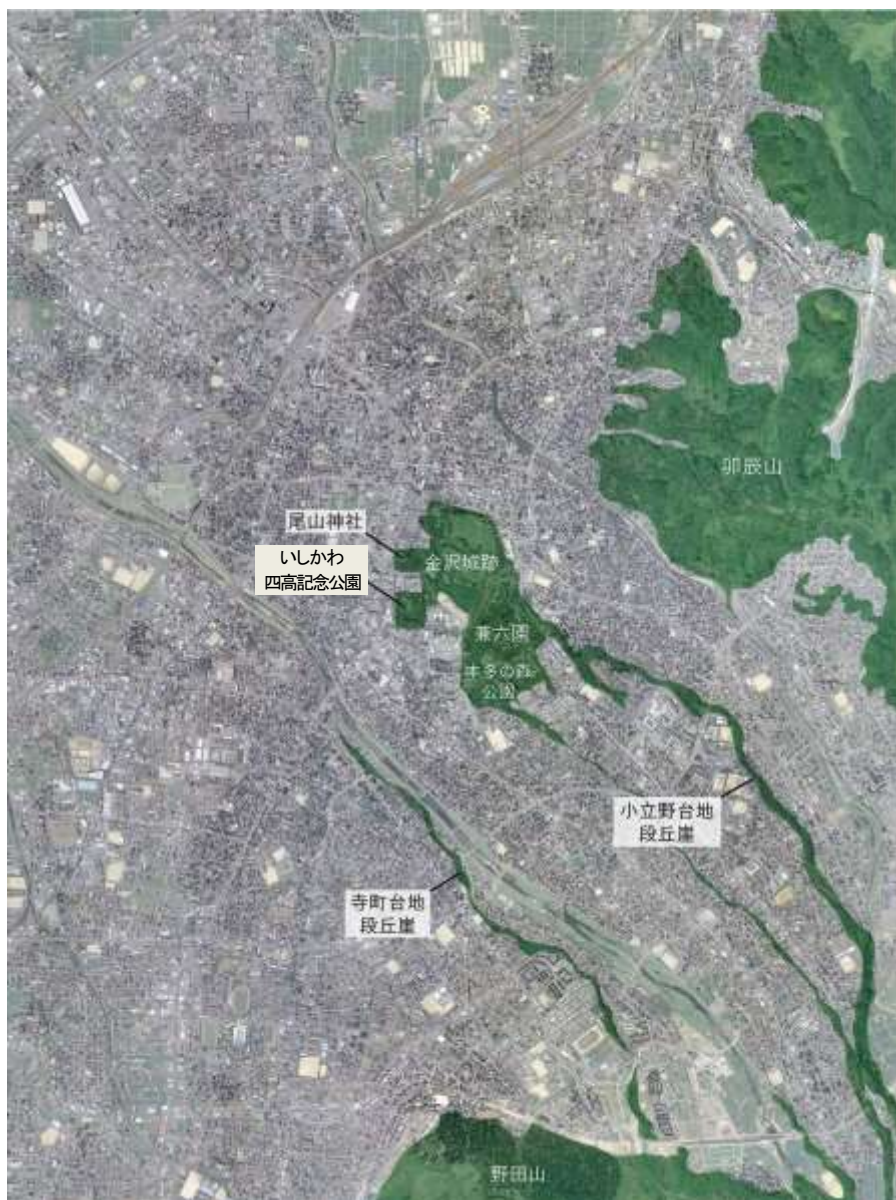 卯辰山
尾山神社
いしかわ
四高記念公園
金沢城跡
兼六園
本多の森
公園
小立野台地
段丘崖
寺町台地
段丘崖
野田山